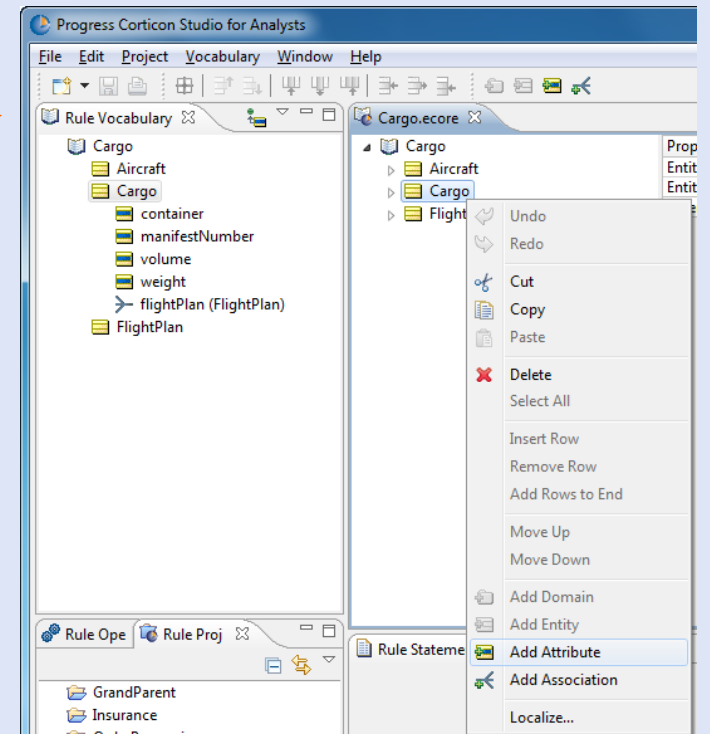 Progress Corticon Studio for Analysts
File Edit Project Vocabulary Window Help
Rule Vocabulary
Cargo
Aircraft
Cargo
container
manifestNumber
volume
weight
flightPlan (FlightPlan)
FlightPlan
Cargo.ecore
Cargo
Aircraft
Cargo
Flight
Prop
Entit
Entit
Undo
Redo
Cut
Copy
Paste
Delete
Select All
Insert Row
Remove Row
Add Rows to End
Move Up
Move Down
Add Domain
Add Entity
Add Attribute
Add Association
Localize...
Rule Ope Rule Proj
GrandParent
Insurance
Rule Stateme